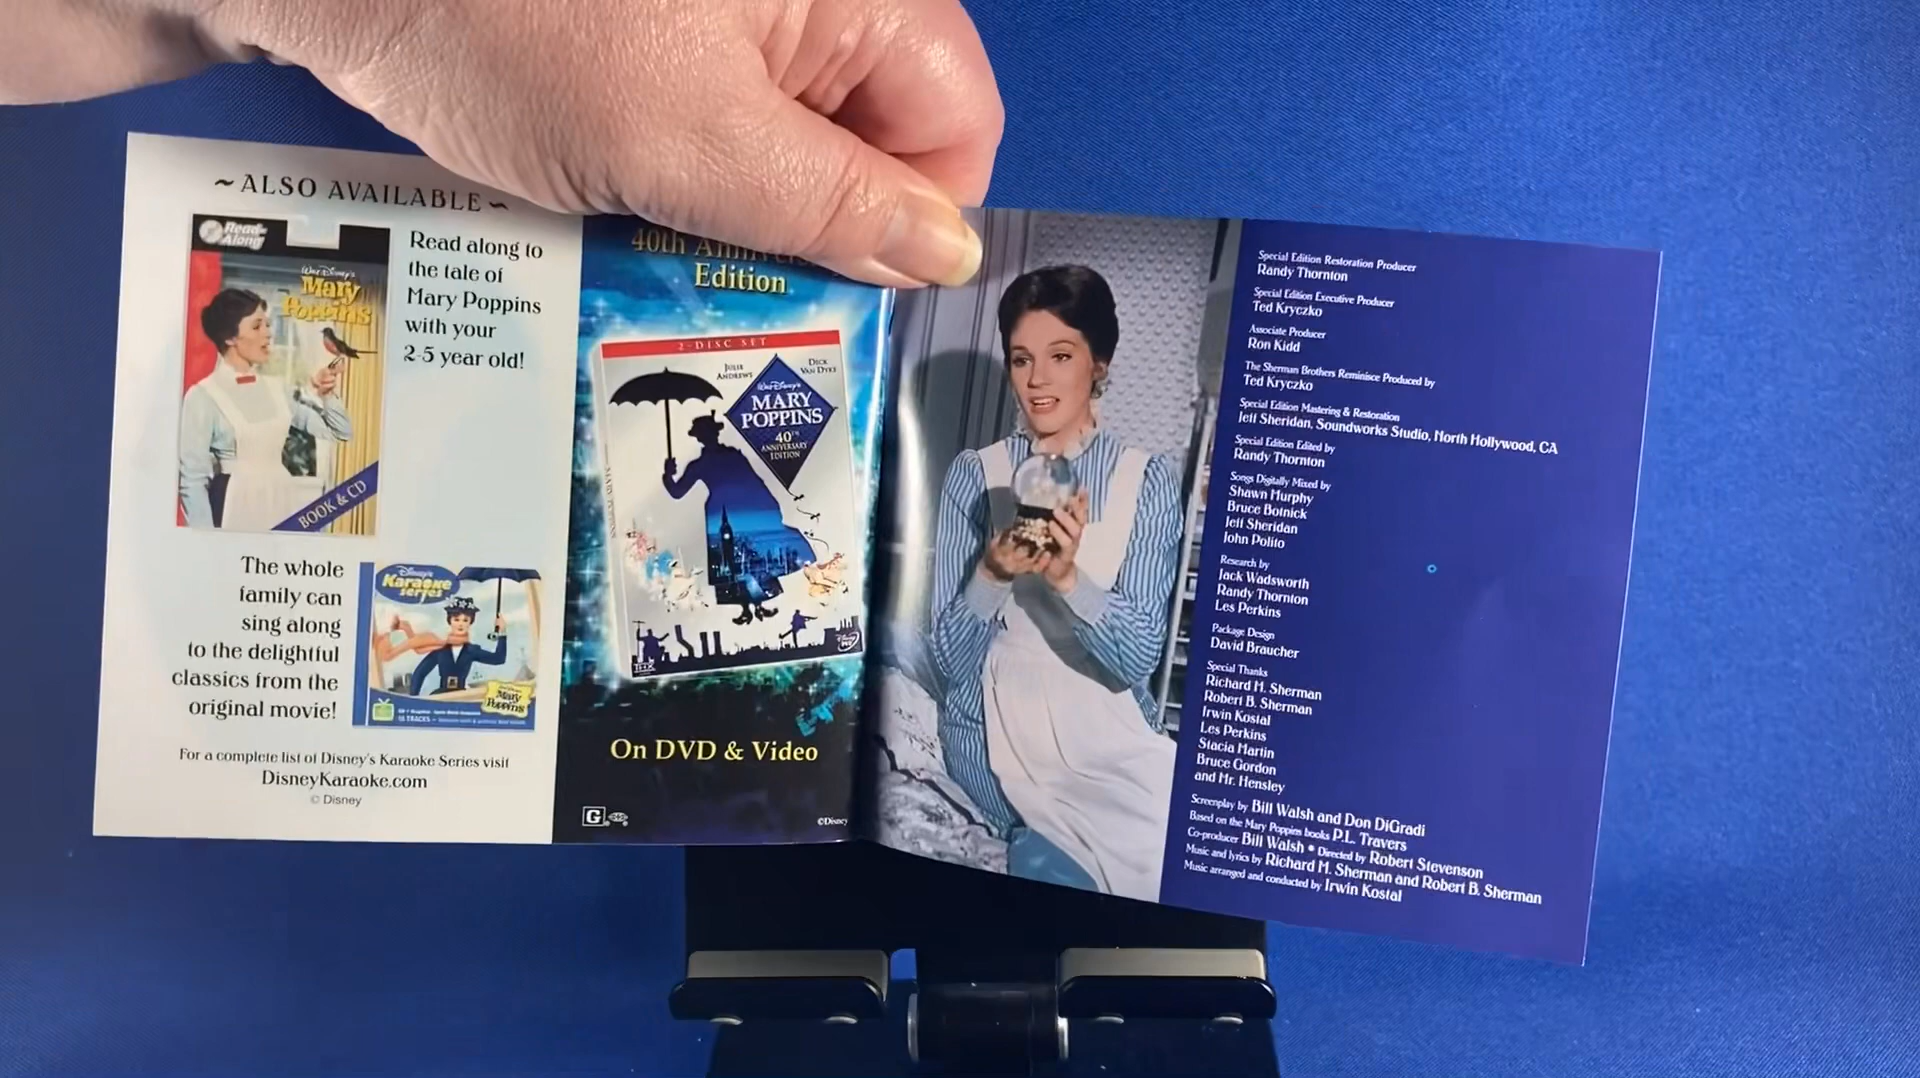 ~ALSO AVAILABLE~
Read-
Along
Walt Disney's
Mary
Poppins
BOOK & CD
Read along to
the tale of
Mary Poppins
with your
2-5 year old!
The whole
family can
sing along
to the delightful
classics from the
original movie!
Disney's
Karaoke
series
Walt Disney's
Mary
Poppins
For a complete list of Disney's Karaoke Series visit
DisneyKaraoke.com
© Disney
40th
Edition
2-DISC SET
JULIE
ANDREWS
DICK
VAN DYKE
Walt Disney's
MARY
POPPINS
40TH
ANNIVERSARY
EDITION
MARY POPPINS
THX
On DVD & Video
G
©Disney
Special Edition Restoration Producer
Randy Thornton
Special Edition Executive Producer
Ted Kryczko
Associate Producer
Ron Kidd
The Sherman Brothers Reminisce Produced by
Ted Kryczko
Special Edition Mastering & Restoration
Jeff Sheridan, Soundworks Studio, North Hollywood, CA
Special Edition Edited by
Randy Thornton
Songs Digitally Mixed by
Shawn Murphy
Bruce Botnick
Jeff Sheridan
John Polito
Research by
Jack Wadsworth
Randy Thornton
Les Perkins
Package Design
David Braucher
Special Thanks
Richard M. Sherman
Robert B. Sherman
Irwin Kostal
Les Perkins
Stacia Martin
Bruce Gordon
and Mr. Hensley
Screenplay by Bill Walsh and Don DiGradi
Based on the Mary Poppins books P.L. Travers
Co-producer Bill Walsh • Directed by Robert Stevenson
Music and lyrics by Richard M. Sherman and Robert B. Sherman
Music arranged and conducted by Irwin Kostal